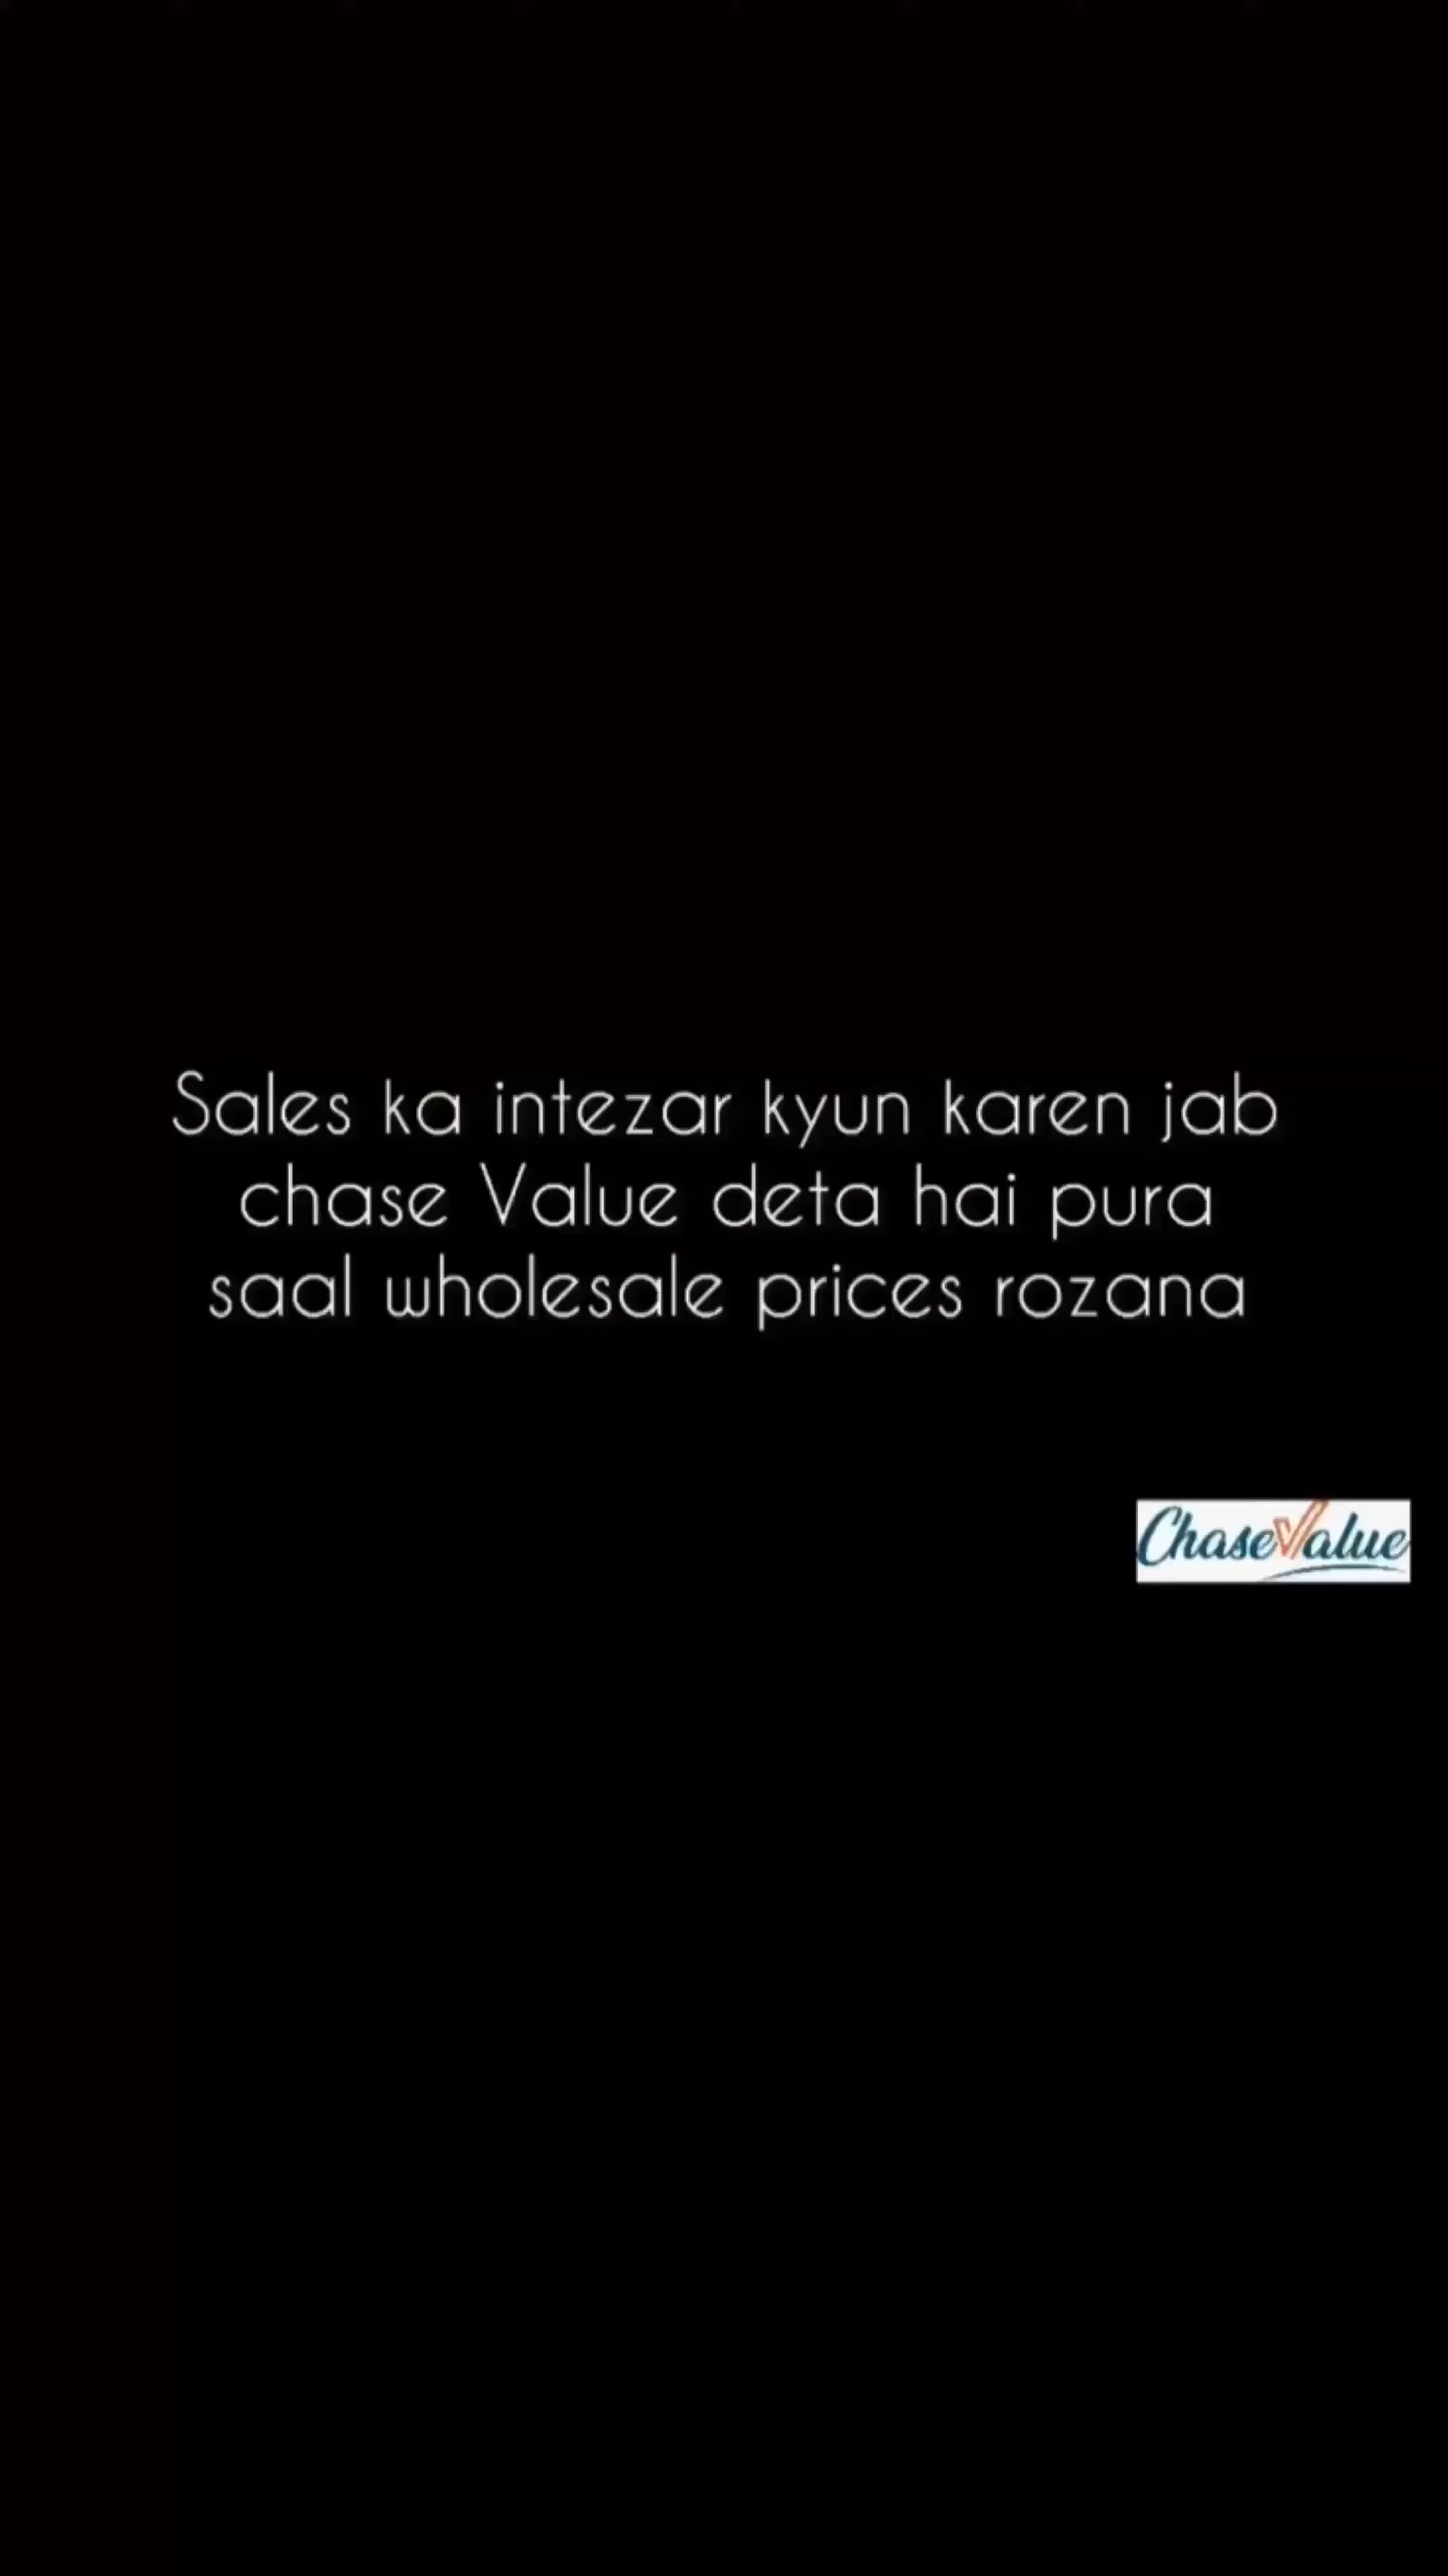 Sales ka intezar kyun karen jab
chase Value deta hai pura
saal wholesale prices rozana
ChaseValue